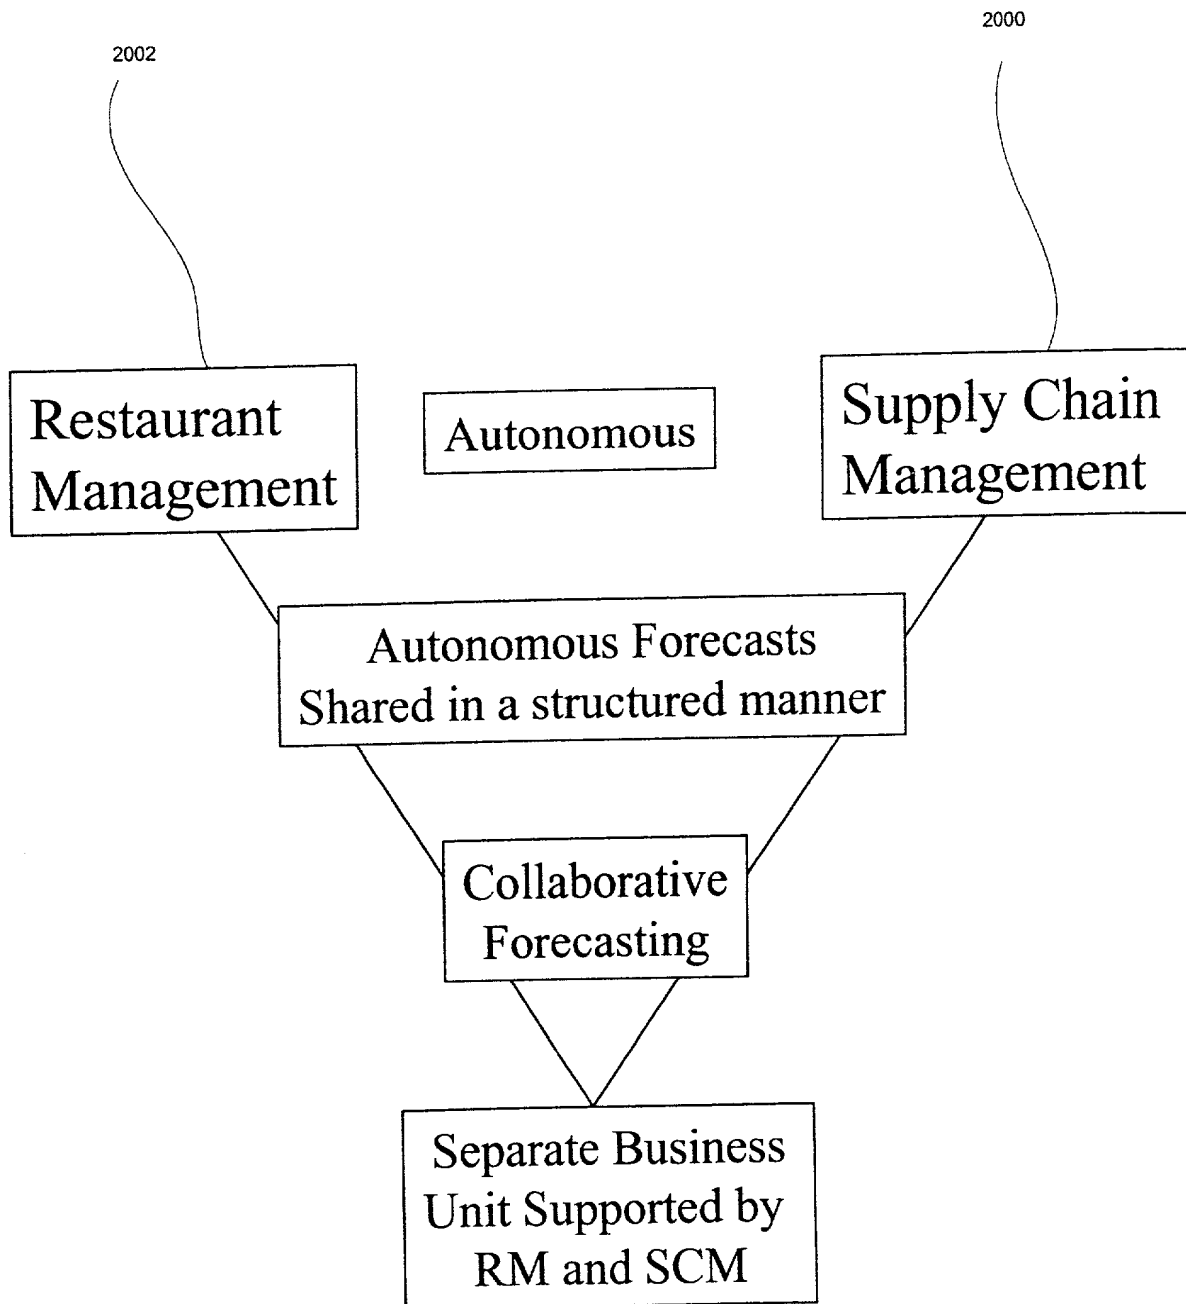 2000
2002
Restaurant
Management
Autonomous
Supply Chain
Management
Autonomous Forecasts
Shared in a structured manner
Collaborative
Forecasting
Separate Business
Unit Supported by
RM and SCM